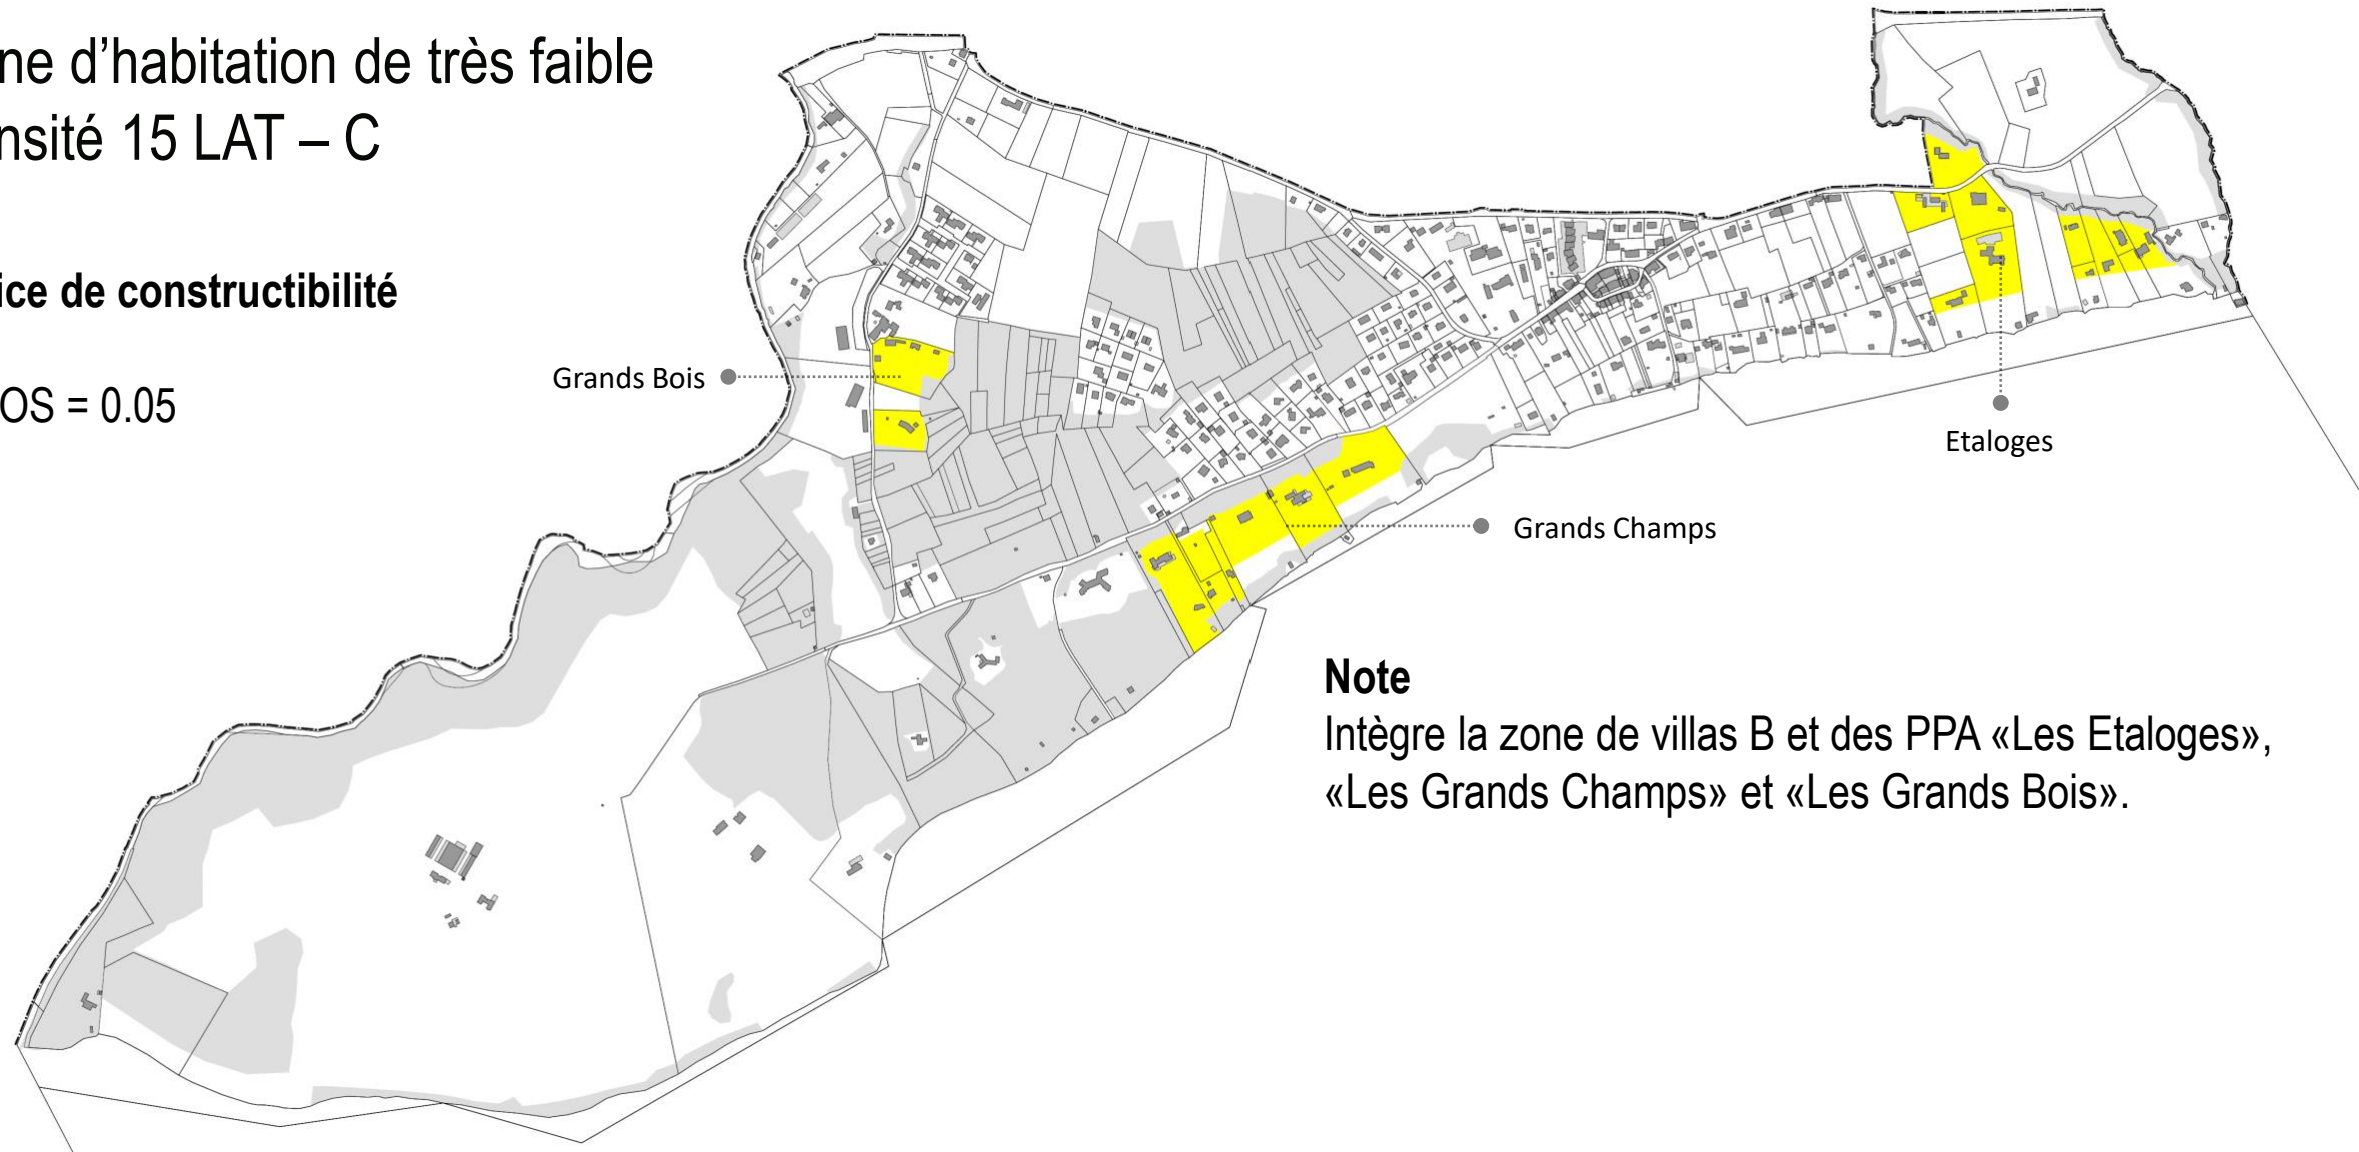 ne d’habitation de très faible
nsité 15 LAT – C
ice de constructibilité
OS = 0.05
Grands Bois
Etaloges
Grands Champs
Note
Intègre la zone de villas B et des PPA «Les Etaloges»,
«Les Grands Champs» et «Les Grands Bois».